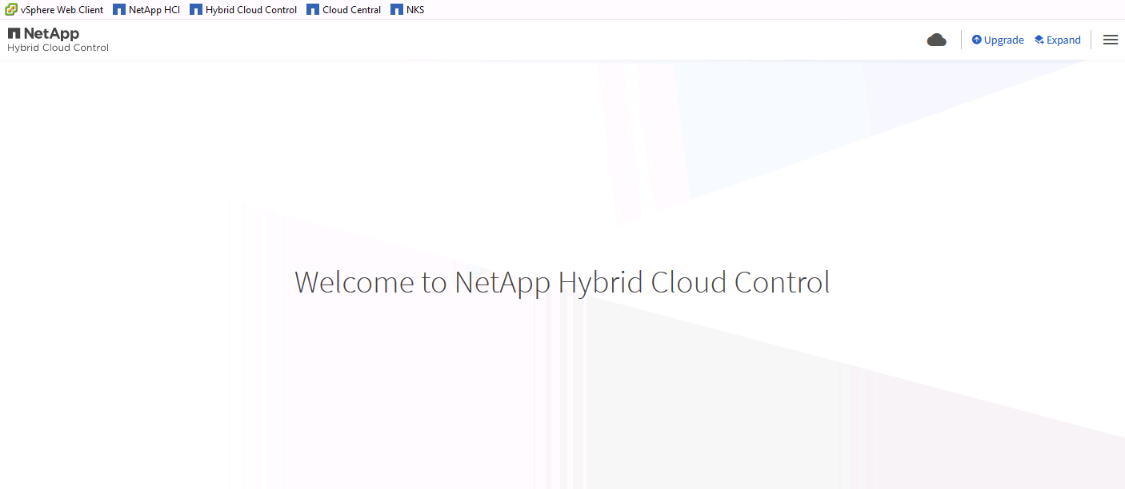 vSphere Web Client NetApp HCI Hybrid Cloud Control Cloud Central NKS
NetApp
Hybrid Cloud Control
Upgrade Expand
Welcome to NetApp Hybrid Cloud Control